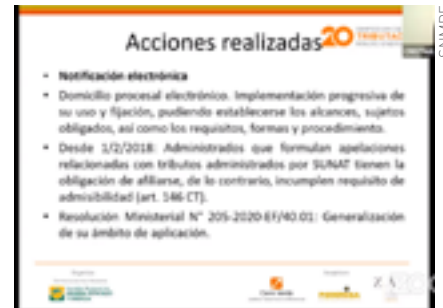 Acciones realizadas
20
TRIBUTA
• Notificación electrónica
• Domicilio procesal electrónico. Implementación progresiva de
su uso y fijación, pudiendo establecerse los alcances, sujetos
obligados, así como los requisitos, formas y procedimiento.
• Desde 1/2/2018: Administrados que formulan apelaciones
relacionadas con tributos administrados por SUNAT tienen la
obligación de afiliarse, de lo contrario, incumplen requisito de
admisibilidad (art. 146 CT).
• Resolución Ministerial N° 205-2020-EF/40.01: Generalización
de su ámbito de aplicación.